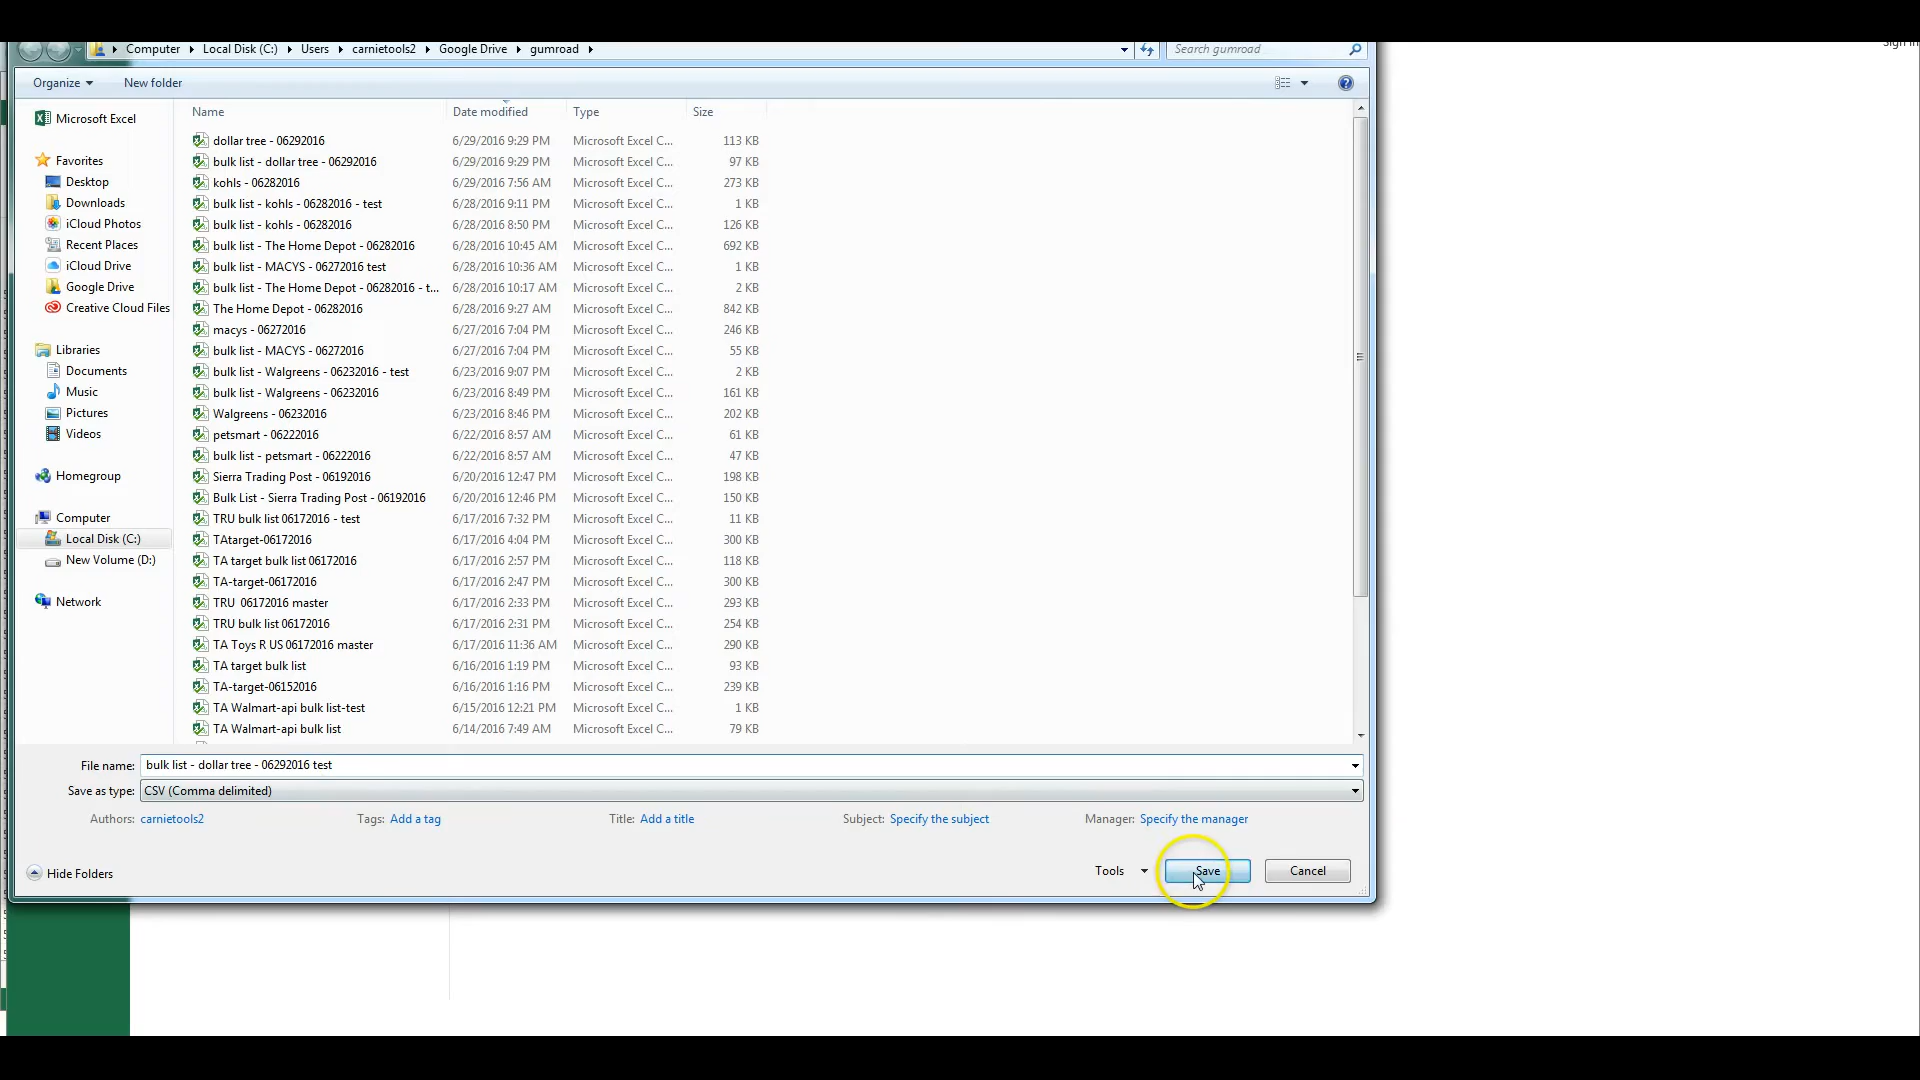 Computer Local Disk (C:) Users carnietools2 Google Drive gumroad Search gumroad
Organize New folder
Name Date modified Type Size
Microsoft Excel
Favorites
Desktop
Downloads
iCloud Photos
Recent Places
iCloud Drive
Google Drive
Creative Cloud Files
Libraries
Documents
Music
Pictures
Videos
Homegroup
Computer
Local Disk (C:)
New Volume (D:)
Network
dollar tree - 06292016 6/29/2016 9:29 PM Microsoft Excel C... 113 KB
bulk list - dollar tree - 06292016 6/29/2016 9:29 PM Microsoft Excel C... 97 KB
kohls - 06282016 6/29/2016 7:56 AM Microsoft Excel C... 273 KB
bulk list - kohls - 06282016 - test 6/28/2016 9:11 PM Microsoft Excel C... 1 KB
bulk list - kohls - 06282016 6/28/2016 8:50 PM Microsoft Excel C... 126 KB
bulk list - The Home Depot - 06282016 6/28/2016 10:45 AM Microsoft Excel C... 692 KB
bulk list - MACYS - 06272016 test 6/28/2016 10:36 AM Microsoft Excel C... 1 KB
bulk list - The Home Depot - 06282016 - t... 6/28/2016 10:17 AM Microsoft Excel C... 2 KB
The Home Depot - 06282016 6/28/2016 9:27 AM Microsoft Excel C... 842 KB
macys - 06272016 6/27/2016 7:04 PM Microsoft Excel C... 246 KB
bulk list - MACYS - 06272016 6/27/2016 7:04 PM Microsoft Excel C... 55 KB
bulk list - Walgreens - 06232016 - test 6/23/2016 9:07 PM Microsoft Excel C... 2 KB
bulk list - Walgreens - 06232016 6/23/2016 8:49 PM Microsoft Excel C... 161 KB
Walgreens - 06232016 6/23/2016 8:46 PM Microsoft Excel C... 202 KB
petsmart - 06222016 6/22/2016 8:57 AM Microsoft Excel C... 61 KB
bulk list - petsmart - 06222016 6/22/2016 8:57 AM Microsoft Excel C... 47 KB
Sierra Trading Post - 06192016 6/20/2016 12:47 PM Microsoft Excel C... 198 KB
Bulk List - Sierra Trading Post - 06192016 6/20/2016 12:46 PM Microsoft Excel C... 150 KB
TRU bulk list 06172016 - test 6/17/2016 7:32 PM Microsoft Excel C... 11 KB
TAtarget-06172016 6/17/2016 4:04 PM Microsoft Excel C... 300 KB
TA target bulk list 06172016 6/17/2016 2:57 PM Microsoft Excel C... 118 KB
TA-target-06172016 6/17/2016 2:47 PM Microsoft Excel C... 300 KB
TRU 06172016 master 6/17/2016 2:33 PM Microsoft Excel C... 293 KB
TRU bulk list 06172016 6/17/2016 2:31 PM Microsoft Excel C... 254 KB
TA Toys R US 06172016 master 6/17/2016 11:36 AM Microsoft Excel C... 290 KB
TA target bulk list 6/16/2016 1:19 PM Microsoft Excel C... 93 KB
TA-target-06152016 6/16/2016 1:16 PM Microsoft Excel C... 239 KB
TA Walmart-api bulk list-test 6/15/2016 12:21 PM Microsoft Excel C... 1 KB
TA Walmart-api bulk list 6/14/2016 7:49 AM Microsoft Excel C... 79 KB
File name: bulk list - dollar tree - 06292016 test
Save as type: CSV (Comma delimited)
Authors: carnietools2 Tags: Add a tag Title: Add a title Subject: Specify the subject Manager: Specify the manager
Hide Folders Tools Save Cancel